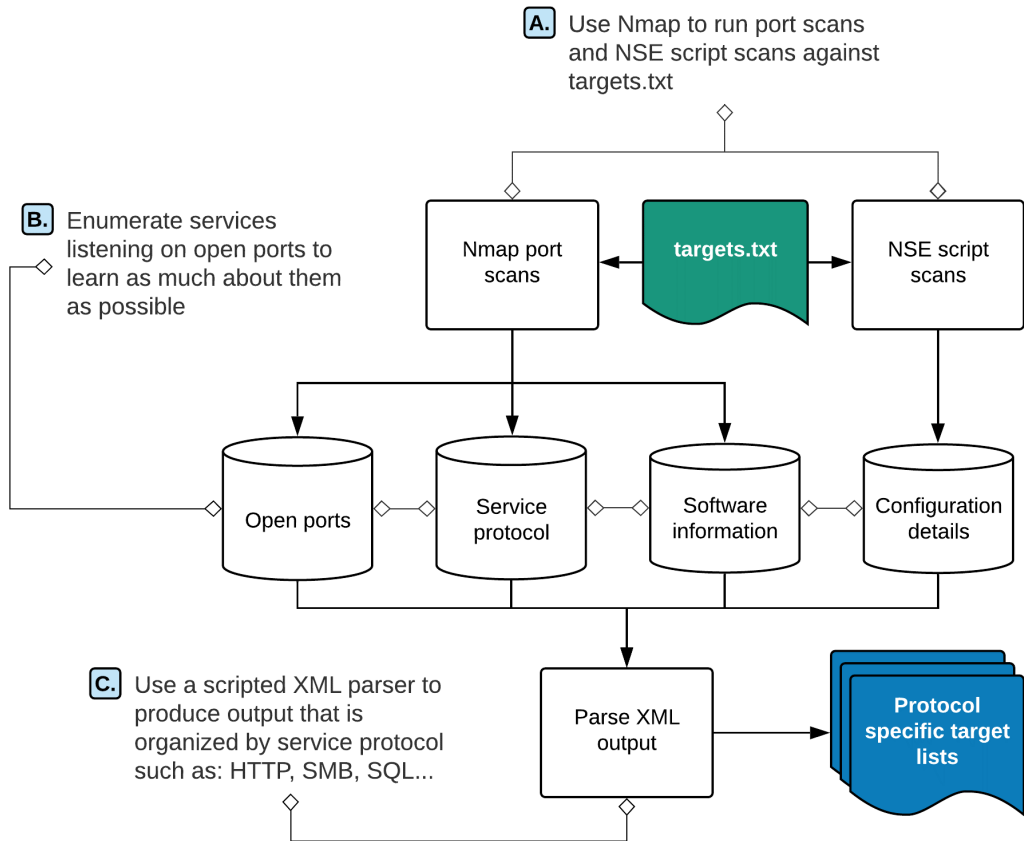 A. Use Nmap to run port scans
and NSE script scans against
targets.txt
B. Enumerate services
listening on open ports to
learn as much about them
as possible
Nmap port
scans
targets.txt
NSE script
scans
Open ports
Service
protocol
Software
information
Configuration
details
C. Use a scripted XML parser to
produce output that is
organized by service protocol
such as: HTTP, SMB, SQL...
Parse XML
output
Protocol
specific target
lists